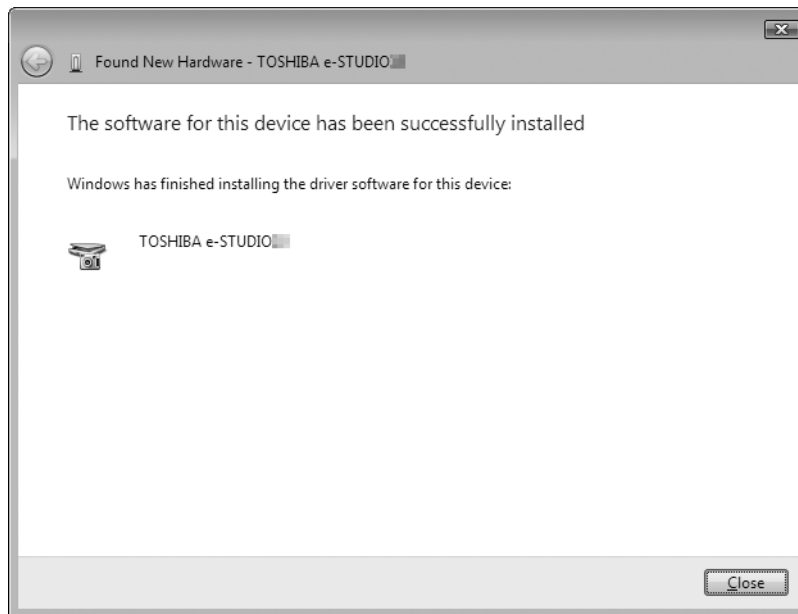 Found New Hardware - TOSHIBA e-STUDIO
The software for this device has been successfully installed
Windows has finished installing the driver software for this device:
TOSHIBA e-STUDIO
Close